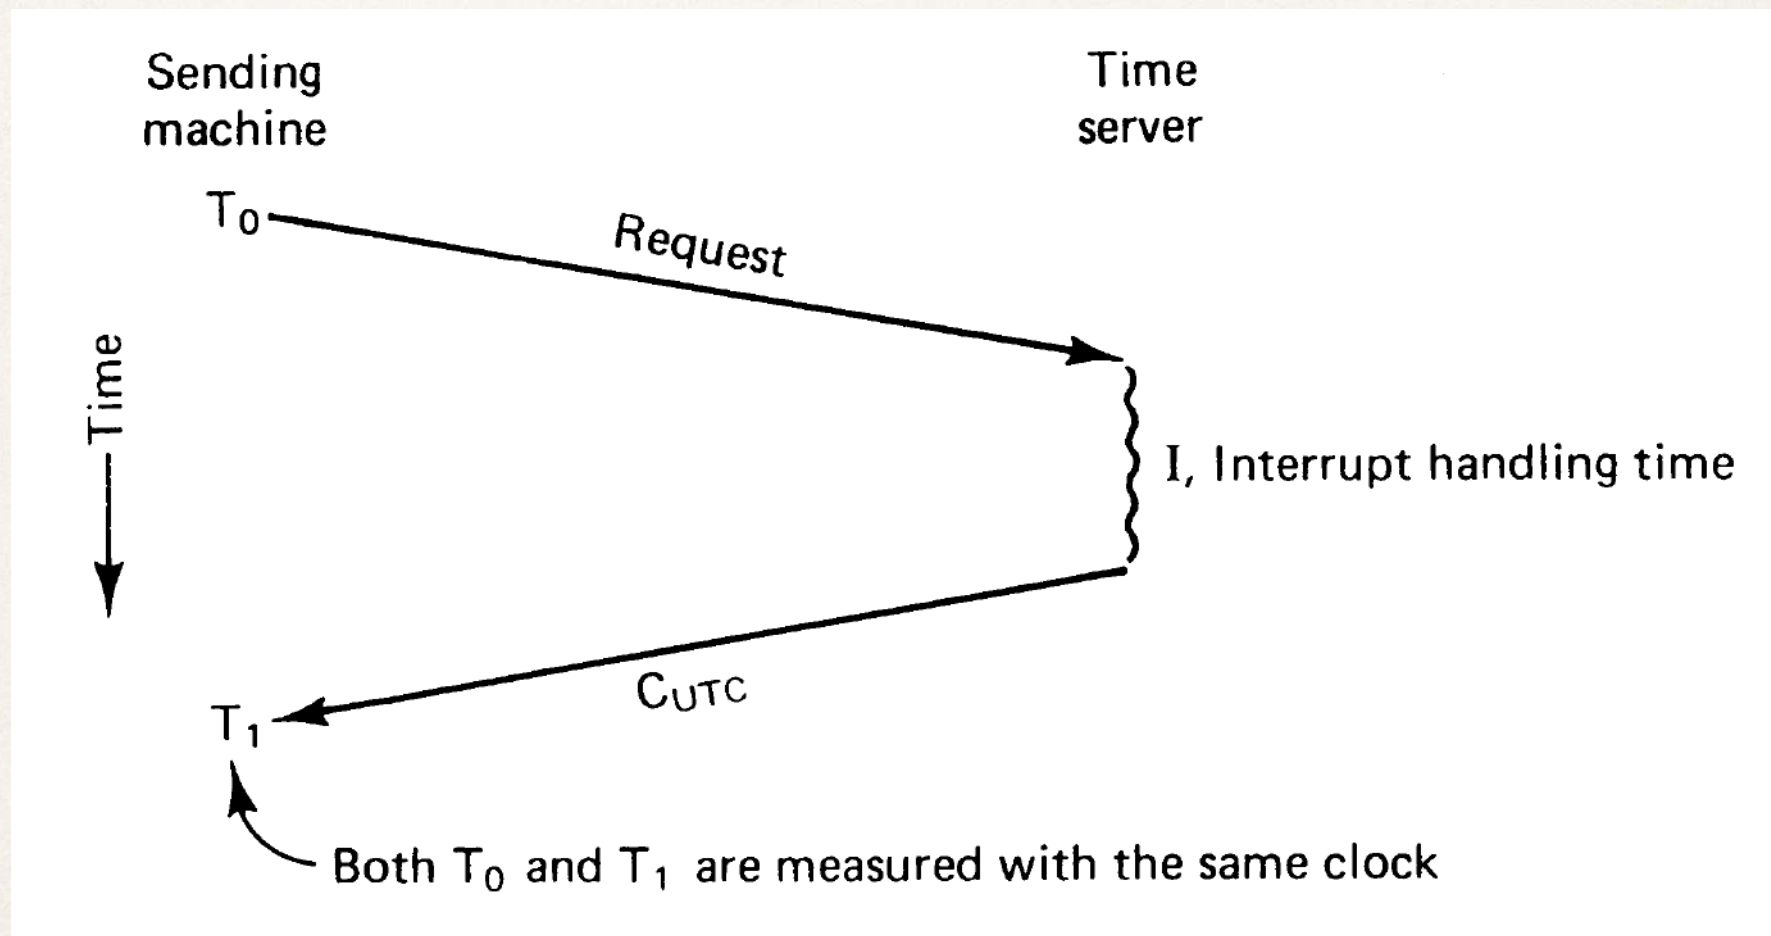 Sending
machine
Time
server
T₀
Request
Time
I, Interrupt handling time
C_UTC
T₁
Both T₀ and T₁ are measured with the same clock